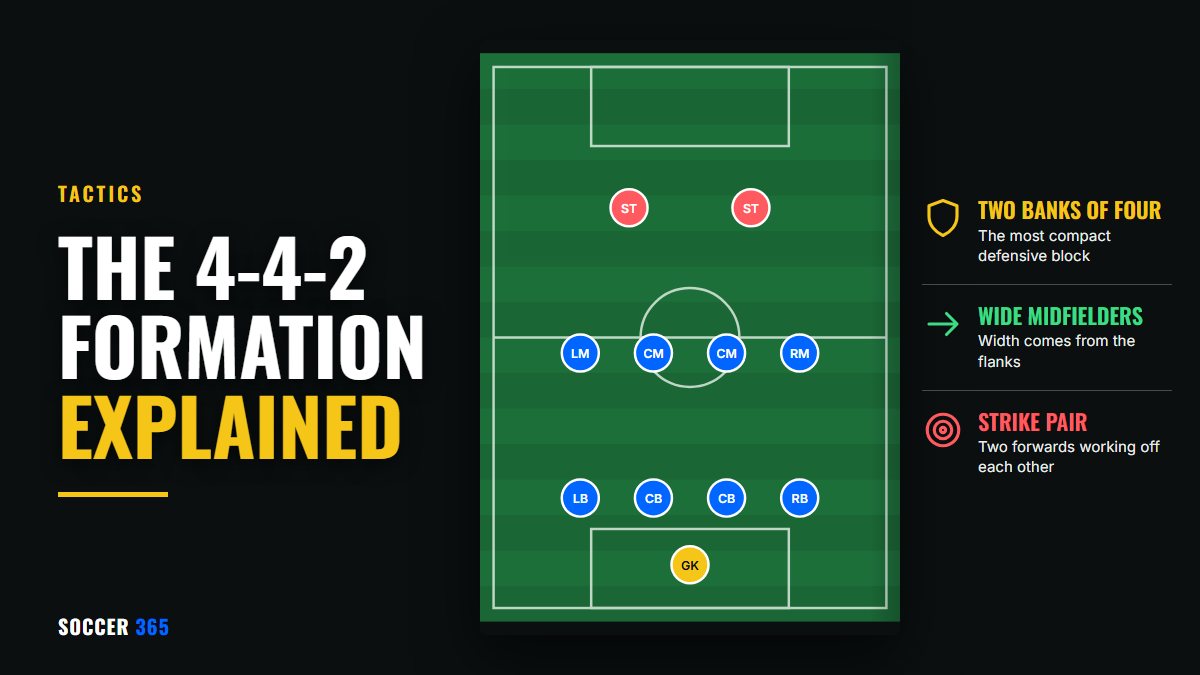 TACTICS
THE 4-4-2
FORMATION
EXPLAINED
SOCCER 365
ST ST
LM CM CM RM
LB CB CB RB
GK
TWO BANKS OF FOUR
The most compact
defensive block
WIDE MIDFIELDERS
Width comes from the
flanks
STRIKE PAIR
Two forwards working off
each other